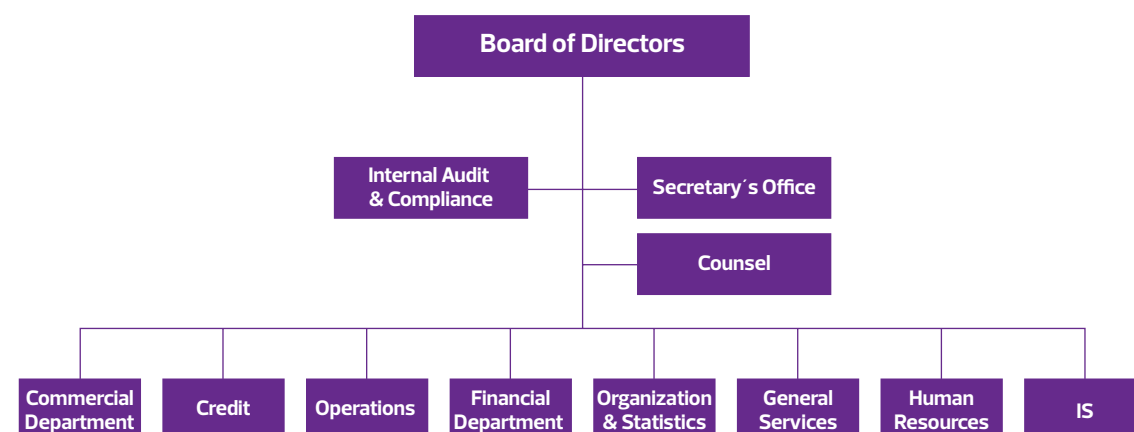 Board of Directors
Internal Audit
& Compliance
Secretary´s Office
Counsel
Commercial
Department
Credit
Operations
Financial
Department
Organization
& Statistics
General
Services
Human
Resources
IS